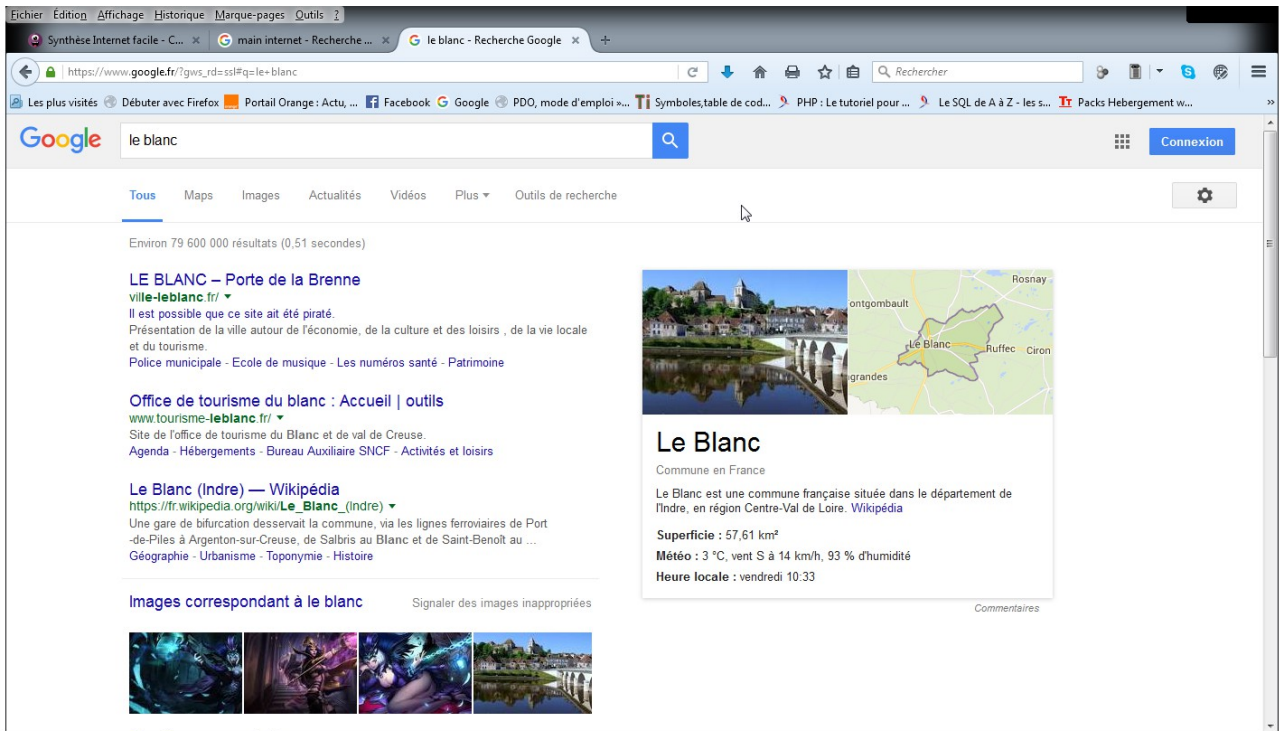 Fichier Édition Affichage Historique Marque-pages Outils ?
Synthèse Internet facile - C... × main internet - Recherche ... × le blanc - Recherche Google × +
https://www.google.fr/?gws_rd=ssl#q=le+blanc Rechercher
Les plus visités Débuter avec Firefox Portail Orange : Actu, ... Facebook Google PDO, mode d'emploi »... Symboles,table de cod... PHP : Le tutoriel pour ... Le SQL de A à Z - les s... Packs Hebergement w... »
Google le blanc Connexion
Tous Maps Images Actualités Vidéos Plus Outils de recherche
Environ 79 600 000 résultats (0,51 secondes)
LE BLANC – Porte de la Brenne
ville-leblanc.fr/
Il est possible que ce site ait été piraté.
Présentation de la ville autour de l'économie, de la culture et des loisirs , de la vie locale
et du tourisme.
Police municipale - Ecole de musique - Les numéros santé - Patrimoine
Office de tourisme du blanc : Accueil | outils
www.tourisme-leblanc.fr/
Site de l'office de tourisme du Blanc et de val de Creuse.
Agenda - Hébergements - Bureau Auxiliaire SNCF - Activités et loisirs
Le Blanc (Indre) — Wikipédia
https://fr.wikipedia.org/wiki/Le_Blanc_(Indre)
Une gare de bifurcation desservait la commune, via les lignes ferroviaires de Port
-de-Piles à Argenton-sur-Creuse, de Salbris au Blanc et de Saint-Benoît au ...
Géographie - Urbanisme - Toponymie - Histoire
Images correspondant à le blanc Signaler des images inappropriées
Rosnay
ontgombault
Le Blanc Ruffec Ciron
grandes
Le Blanc
Commune en France
Le Blanc est une commune française située dans le département de
l'Indre, en région Centre-Val de Loire. Wikipédia
Superficie : 57,61 km²
Météo : 3 °C, vent S à 14 km/h, 93 % d'humidité
Heure locale : vendredi 10:33
Commentaires